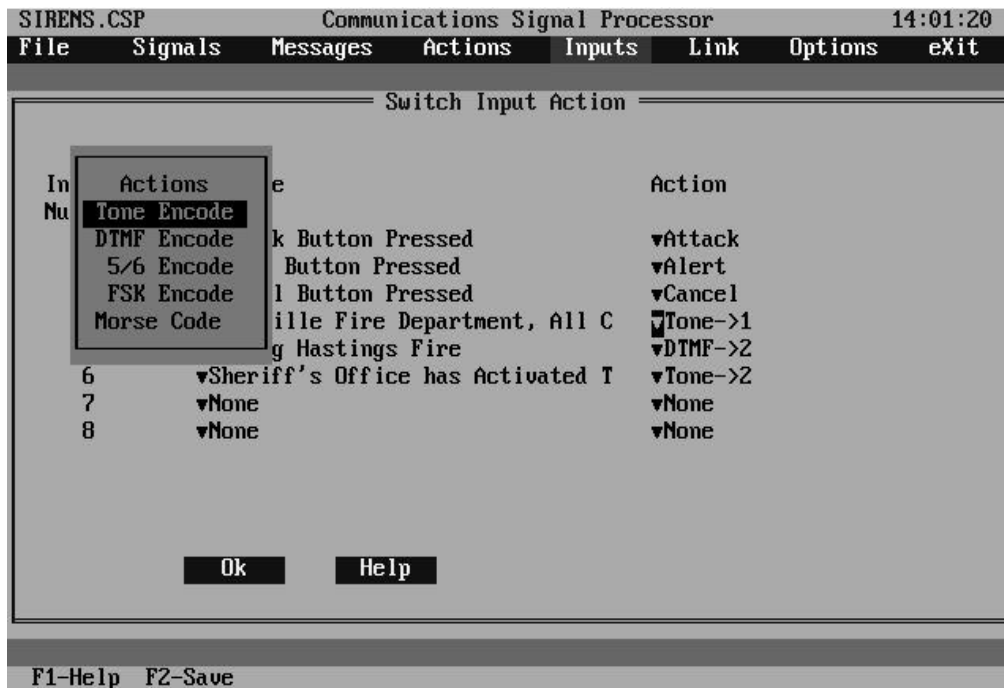 SIRENS.CSP Communications Signal Processor 14:01:20
File Signals Messages Actions Inputs Link Options eXit
Switch Input Action
In Actions e Action
Nu Tone Encode
DTMF Encode k Button Pressed ▼Attack
5/6 Encode Button Pressed ▼Alert
FSK Encode l Button Pressed ▼Cancel
Morse Code ille Fire Department, All C ▼Tone->1
g Hastings Fire ▼DTMF->2
6 ▼Sheriff's Office has Activated T ▼Tone->2
7 ▼None ▼None
8 ▼None ▼None
Ok Help
F1-Help F2-Save